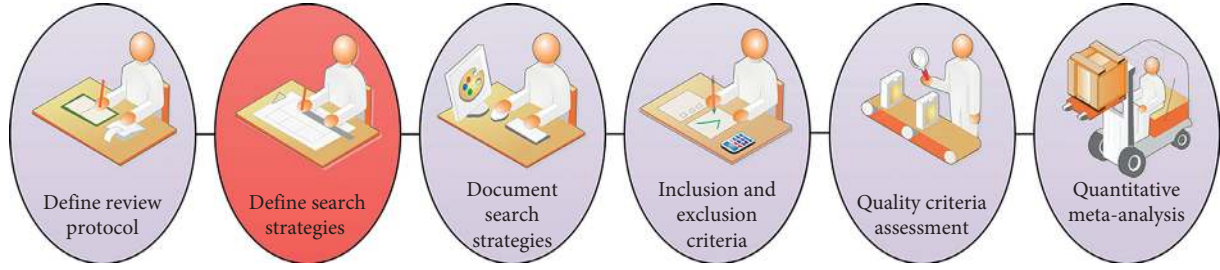 Define review
protocol
Define search
strategies
Document
search
strategies
Inclusion and
exclusion
criteria
Quality criteria
assessment
Quantitative
meta-analysis